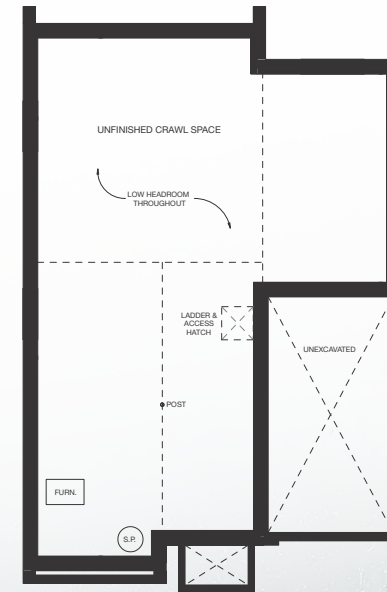 UNFINISHED CRAWL SPACE
LOW HEADROOM
THROUGHOUT
LADDER &
ACCESS
HATCH
UNEXCAVATED
POST
FURN.
S.P.